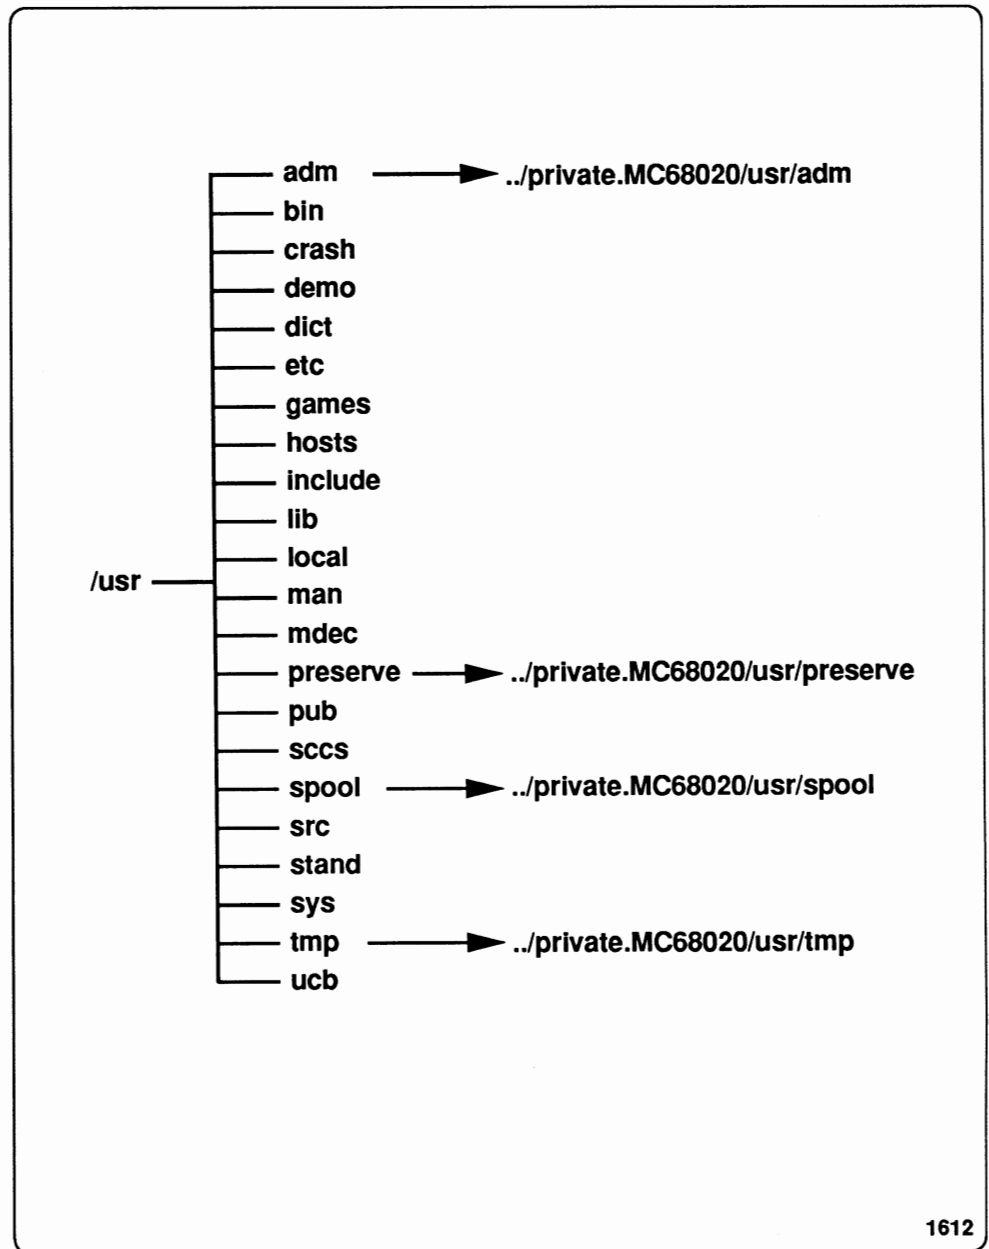 adm ../private.MC68020/usr/adm
bin
crash
demo
dict
etc
games
hosts
include
lib
local
/usr
man
mdec
preserve ../private.MC68020/usr/preserve
pub
sccs
spool ../private.MC68020/usr/spool
src
stand
sys
tmp ../private.MC68020/usr/tmp
ucb
1612